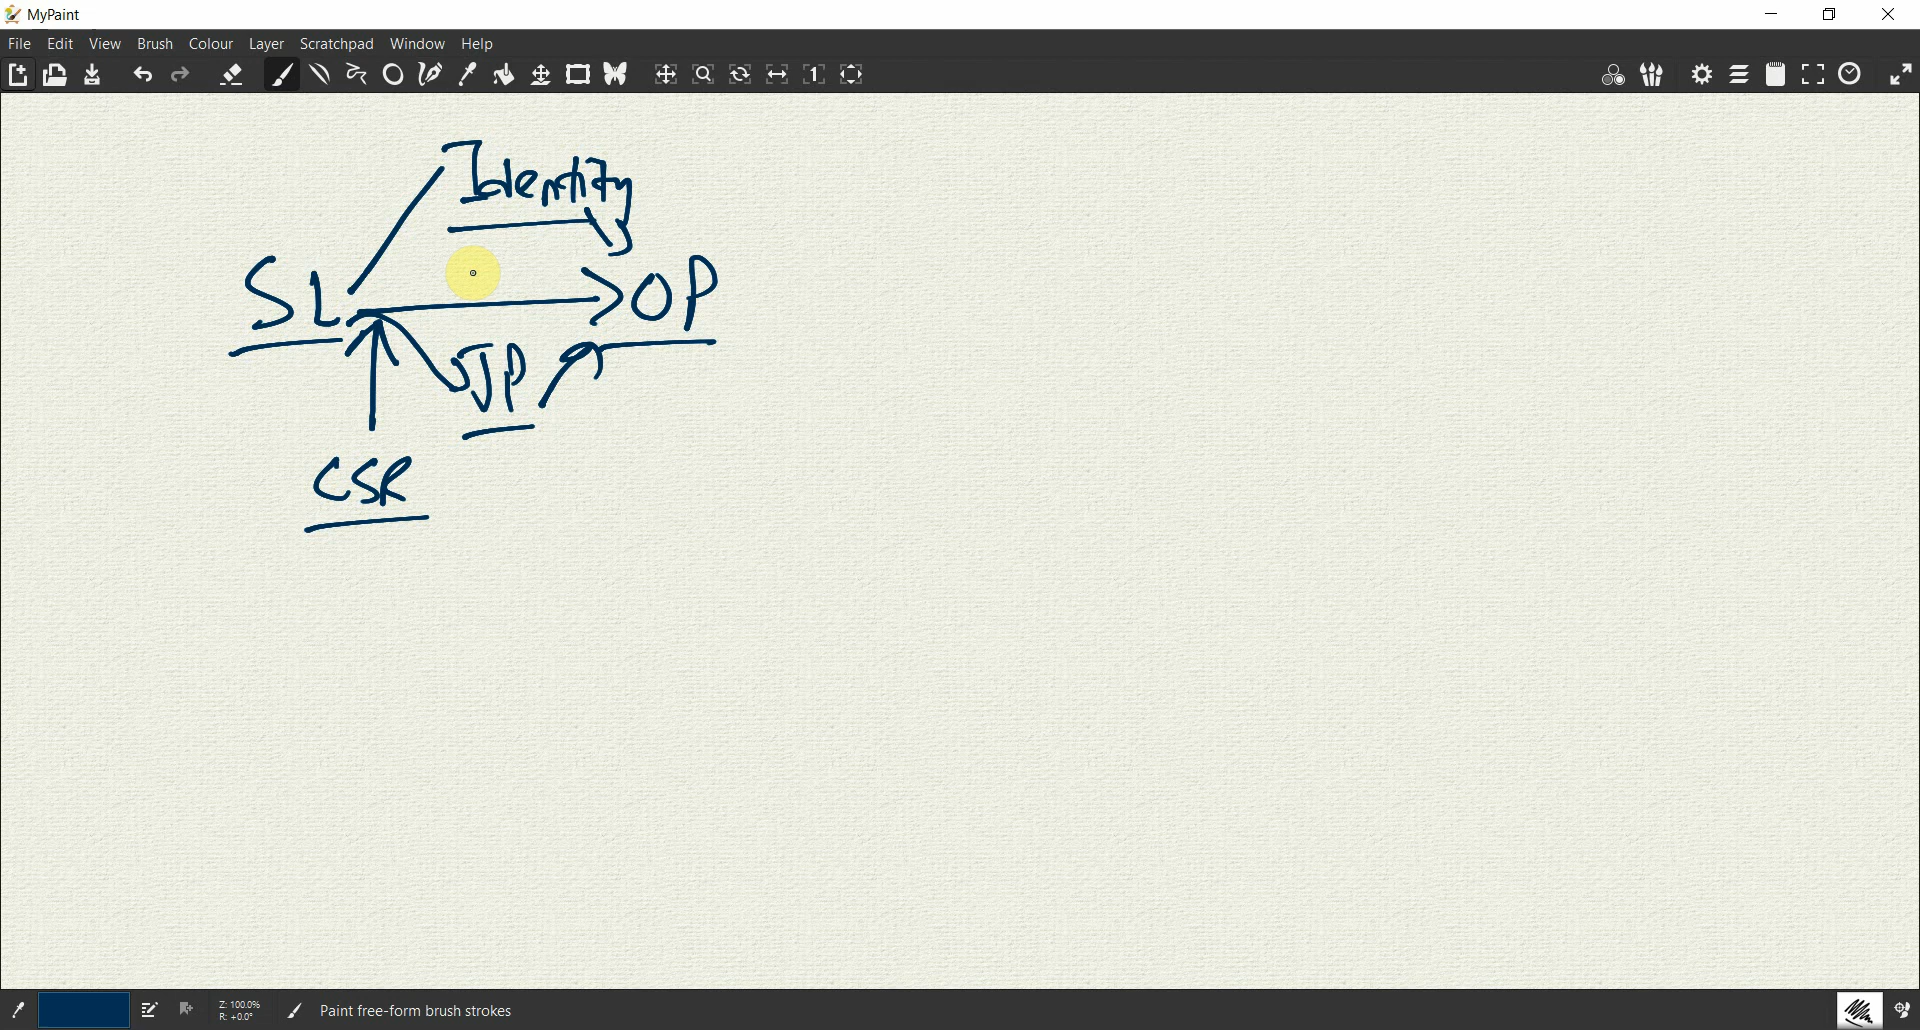 MyPaint
File Edit View Brush Colour Layer Scratchpad Window Help
Identity
SL OP
JP
CSR
Z: 100.0%
R: +0.0°
Paint free-form brush strokes